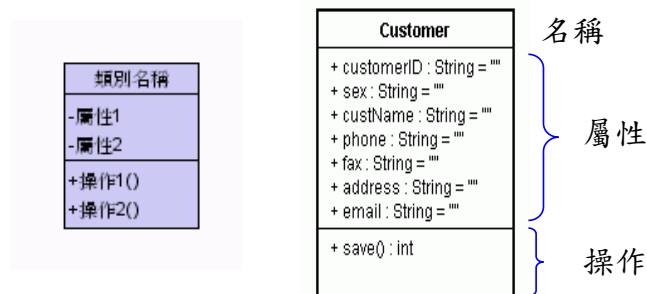 類別名稱
-屬性1
-屬性2
+操作1()
+操作2()
Customer
+ customerID : String = ""
+ sex : String = ""
+ custName : String = ""
+ phone : String = ""
+ fax : String = ""
+ address : String = ""
+ email : String = ""
+ save() : int
名稱
屬性
操作